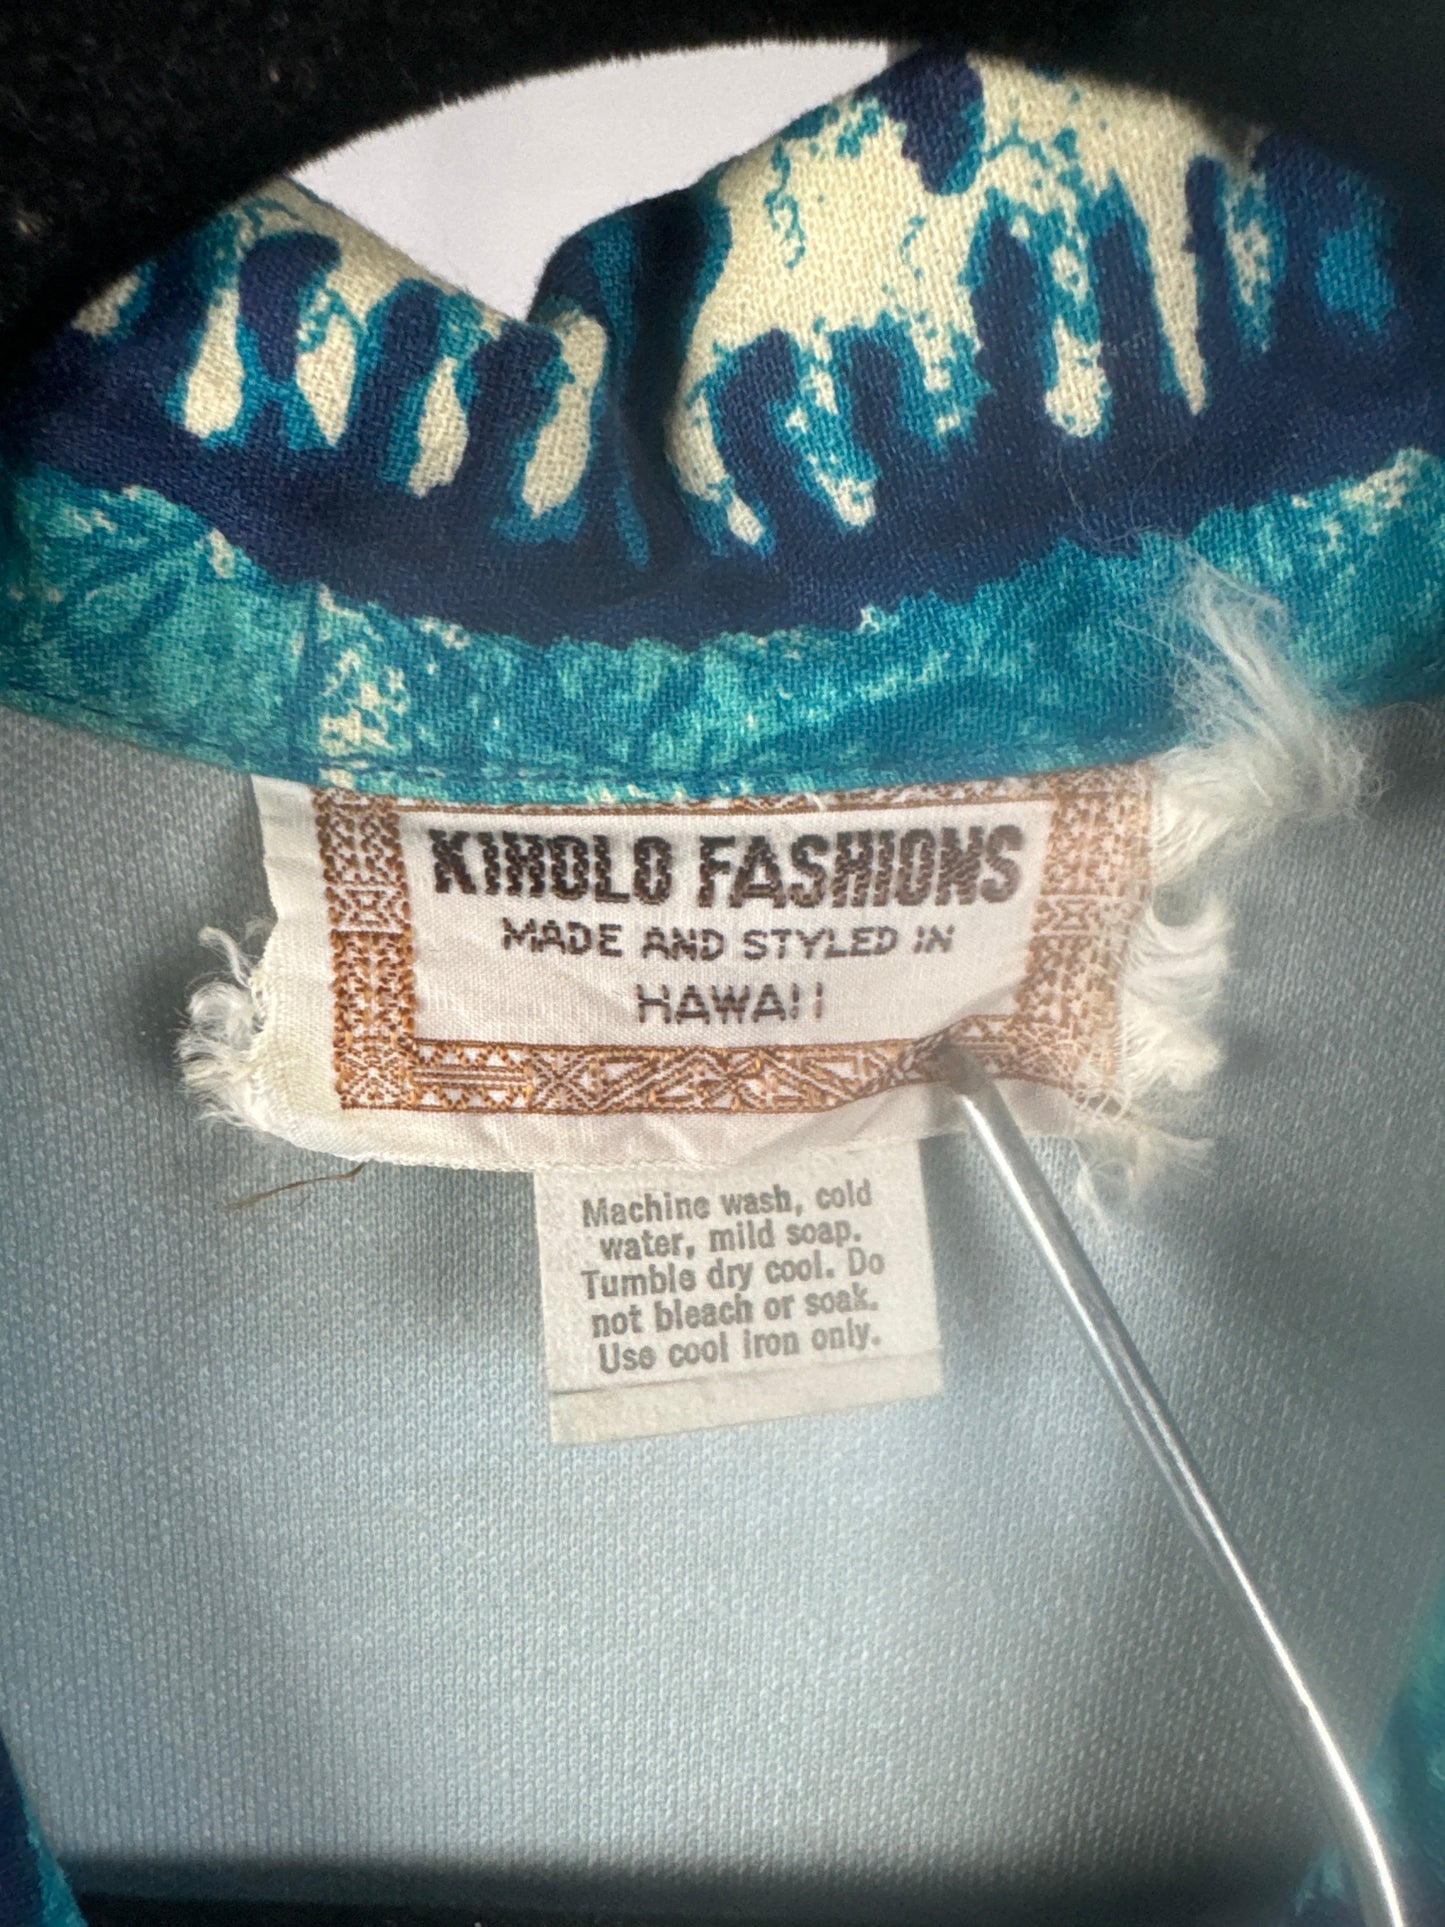 KIHOLO FASHIONS
MADE AND STYLED IN
HAWAII
Machine wash, cold
water, mild soap.
Tumble dry cool. Do
not bleach or soak.
Use cool iron only.